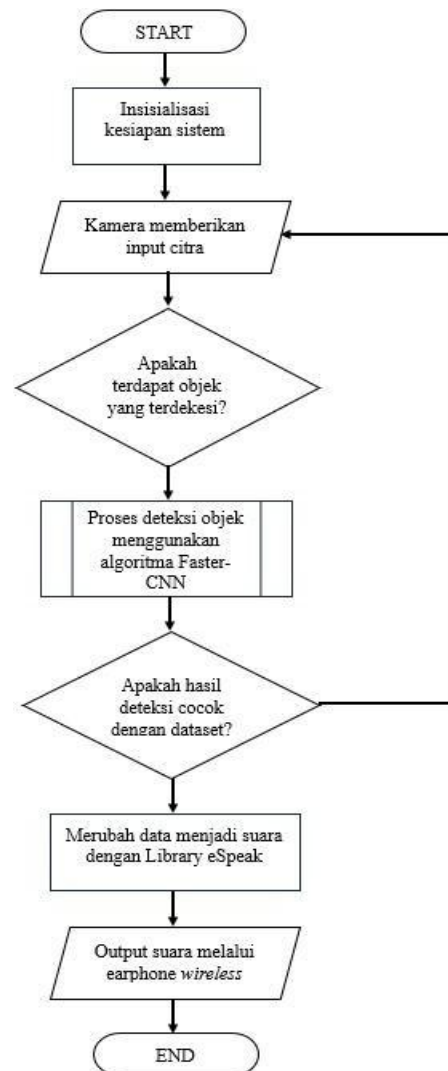 START
Insisialisasi
kesiapan sistem
Kamera memberikan
input citra
Apakah
terdapat objek
yang terdekesi?
Proses deteksi objek
menggunakan
algoritma Faster-
CNN
Apakah hasil
deteksi cocok
dengan dataset?
Merubah data menjadi suara
dengan Library eSpeak
Output suara melalui
earphone wireless
END